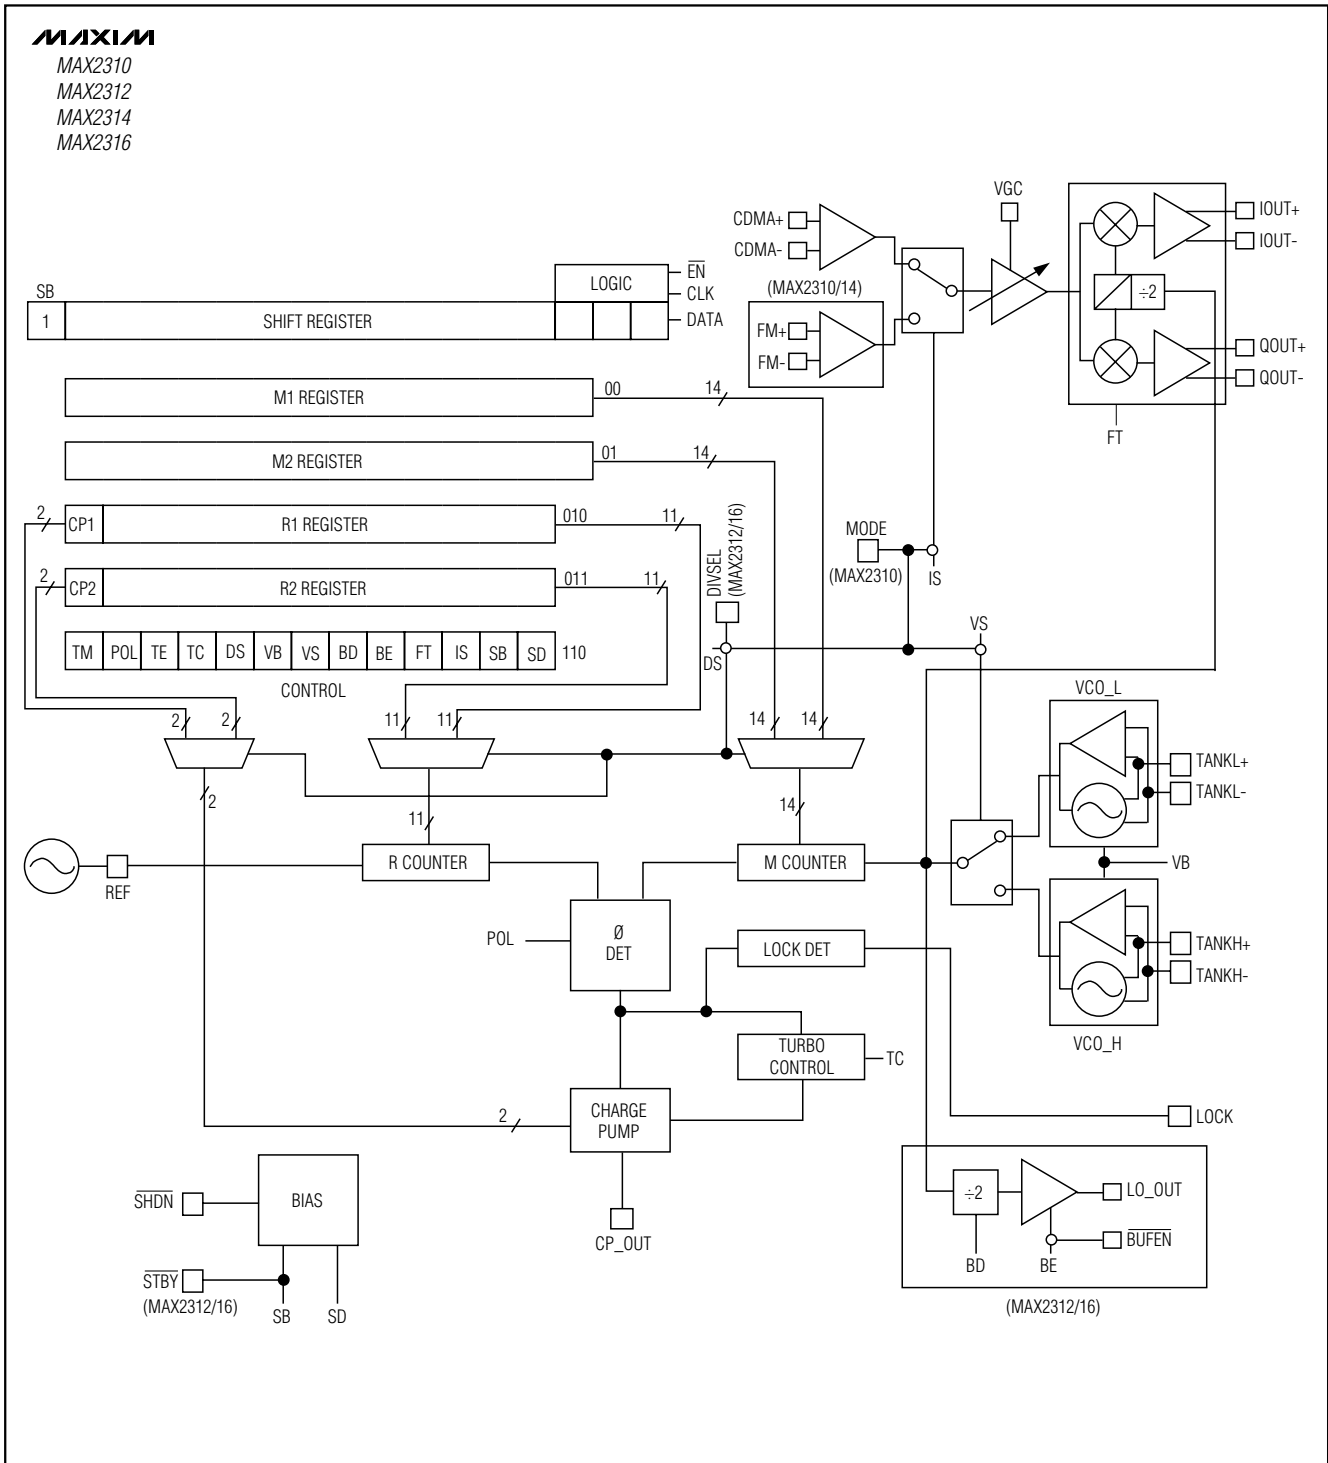 MAXIM
MAX2310
MAX2312
MAX2314
MAX2316
VGC
CDMA+
CDMA-
IOUT+
IOUT-
÷2
(MAX2310/14)
FM+
FM-
QOUT+
QOUT-
FT
SB
1
SHIFT REGISTER
LOGIC
EN
CLK
DATA
M1 REGISTER
00
14
M2 REGISTER
01
14
2
CP1
R1 REGISTER
010
11
2
CP2
R2 REGISTER
011
11
TM POL TE TC DS VB VS BD BE FT IS SB SD 110
CONTROL
DIVSEL
(MAX2312/16)
DS
MODE
(MAX2310)
IS
VS
2
2
11
11
14
14
2
11
14
VCO_L
TANKL+
TANKL-
VB
TANKH+
TANKH-
VCO_H
REF
R COUNTER
M COUNTER
POL
Ø
DET
LOCK DET
TURBO
CONTROL
TC
2
CHARGE
PUMP
CP_OUT
LOCK
SHDN
BIAS
STBY
(MAX2312/16)
SB
SD
÷2
LO_OUT
BUFEN
BD
BE
(MAX2312/16)